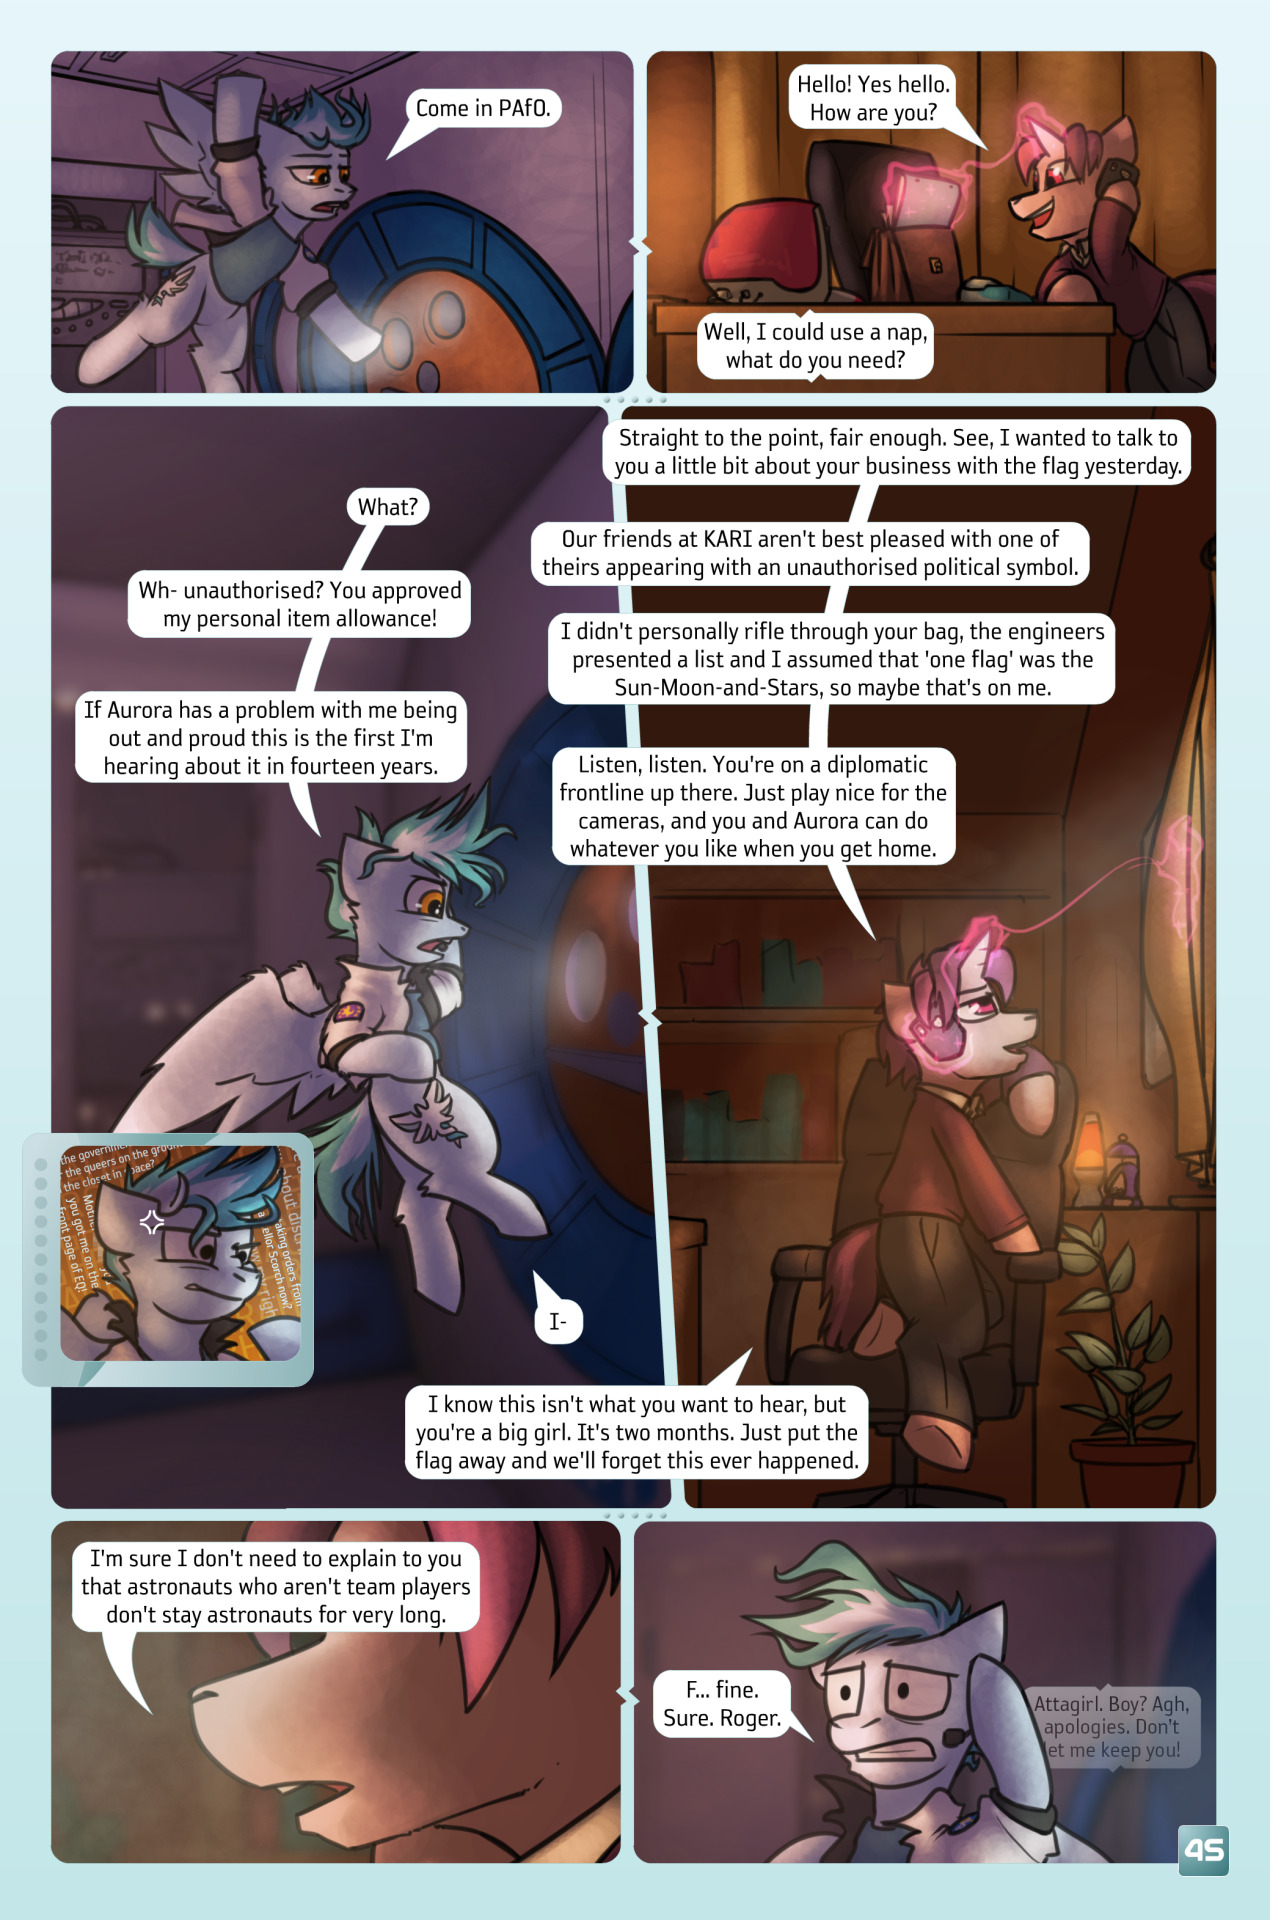 Come in PAfO.
Hello! Yes hello.
How are you?
Well, I could use a nap,
what do you need?
Straight to the point, fair enough. See, I wanted to talk to
you a little bit about your business with the flag yesterday.
Our friends at KARI aren't best pleased with one of
theirs appearing with an unauthorised political symbol.
What?
Wh- unauthorised? You approved
my personal item allowance!
I didn't personally rifle through your bag, the engineers
presented a list and I assumed that 'one flag' was the
Sun-Moon-and-Stars, so maybe that's on me.
If Aurora has a problem with me being
out and proud this is the first I'm
hearing about it in fourteen years.
Listen, listen. You're on a diplomatic
frontline up there. Just play nice for the
cameras, and you and Aurora can do
whatever you like when you get home.
the governmen
the queers on the ground
the closet in space?
you got me on the
front page of EQ!
aking orders from
ellor Scorch now?
I-
I know this isn't what you want to hear, but
you're a big girl. It's two months. Just put the
flag away and we'll forget this ever happened.
I'm sure I don't need to explain to you
that astronauts who aren't team players
don't stay astronauts for very long.
F... fine.
Sure. Roger.
Attagirl. Boy? Agh,
apologies. Don't
let me keep you!
45